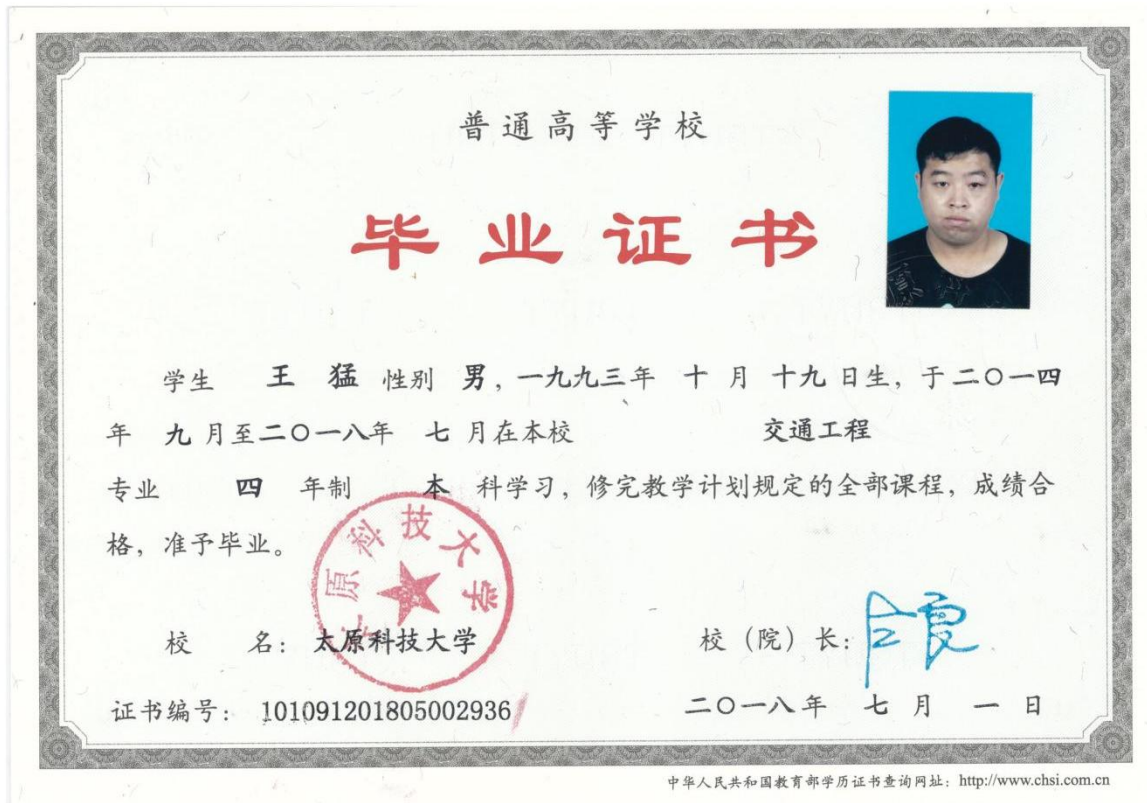 普通高等学校
毕业证书
学生 王 猛 性别 男，一九九三年 十 月 十九 日生，于二〇一四
年 九 月至二〇一八年 七 月在本校 交通工程
专业 四 年制 本 科学习，修完教学计划规定的全部课程，成绩合
格，准予毕业。
太原科技大学
校 名：太原科技大学 校（院）长：
证书编号：101091201805002936 二〇一八年 七 月 一 日
中华人民共和国教育部学历证书查询网址：http://www.chsi.com.cn